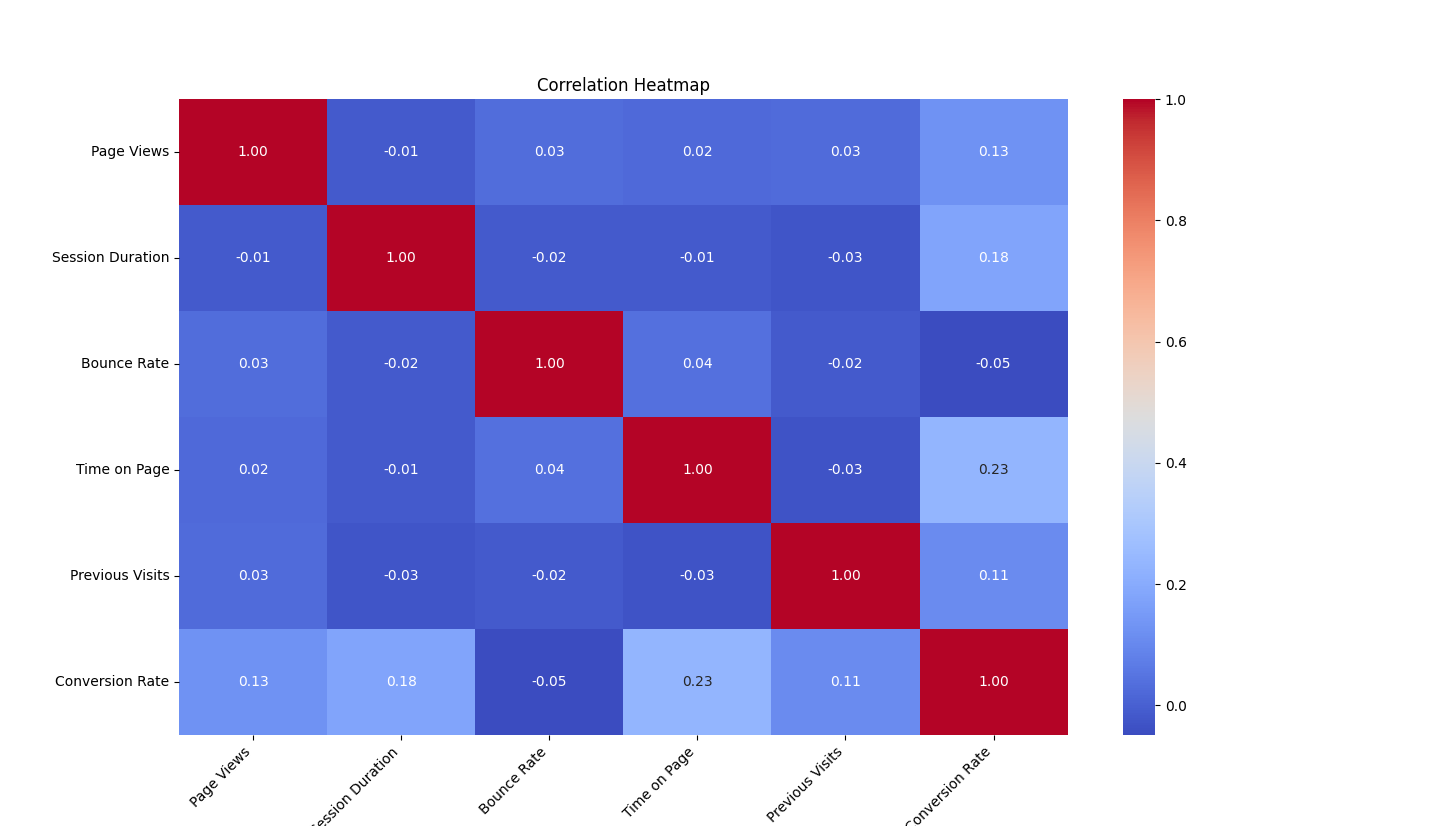 Correlation Heatmap
Page Views 1.00 -0.01 0.03 0.02 0.03 0.13
Session Duration -0.01 1.00 -0.02 -0.01 -0.03 0.18
Bounce Rate 0.03 -0.02 1.00 0.04 -0.02 -0.05
Time on Page 0.02 -0.01 0.04 1.00 -0.03 0.23
Previous Visits 0.03 -0.03 -0.02 -0.03 1.00 0.11
Conversion Rate 0.13 0.18 -0.05 0.23 0.11 1.00
Page Views
Session Duration
Bounce Rate
Time on Page
Previous Visits
Conversion Rate
1.0
0.8
0.6
0.4
0.2
0.0